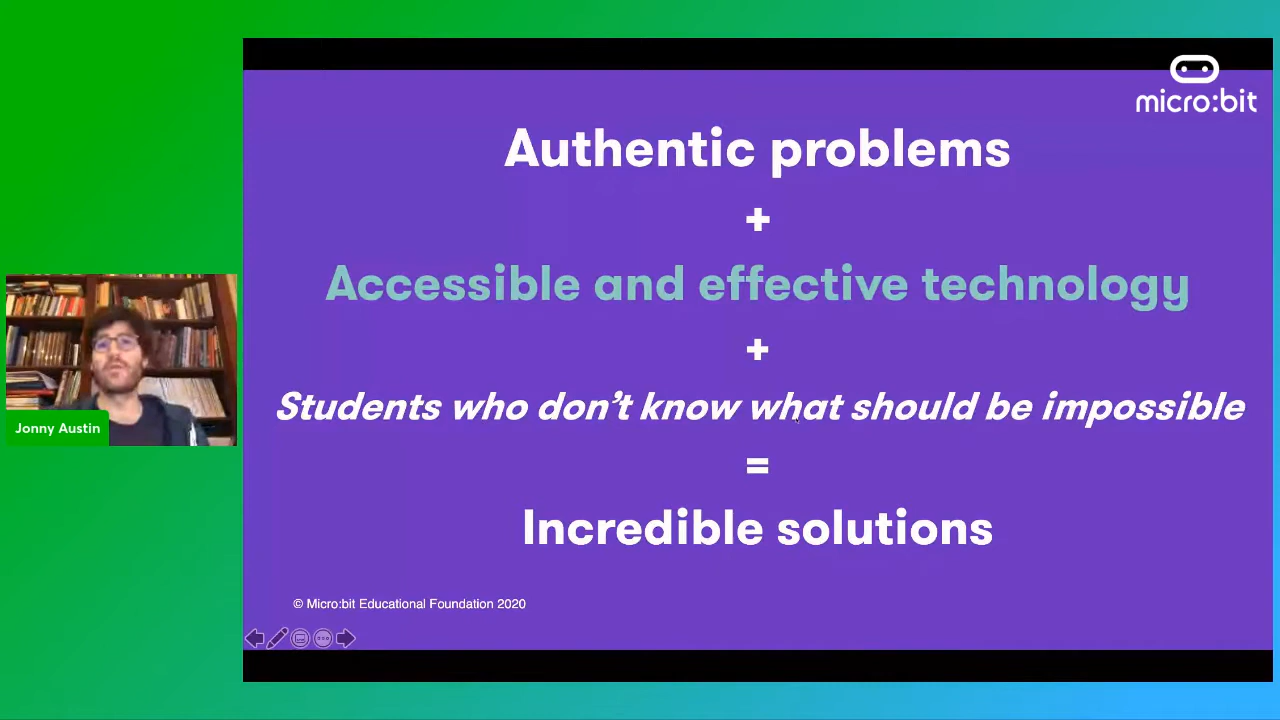 micro:bit
Authentic problems
+
Accessible and effective technology
+
Students who don’t know what should be impossible
=
Incredible solutions
© Micro:bit Educational Foundation 2020
Jonny Austin